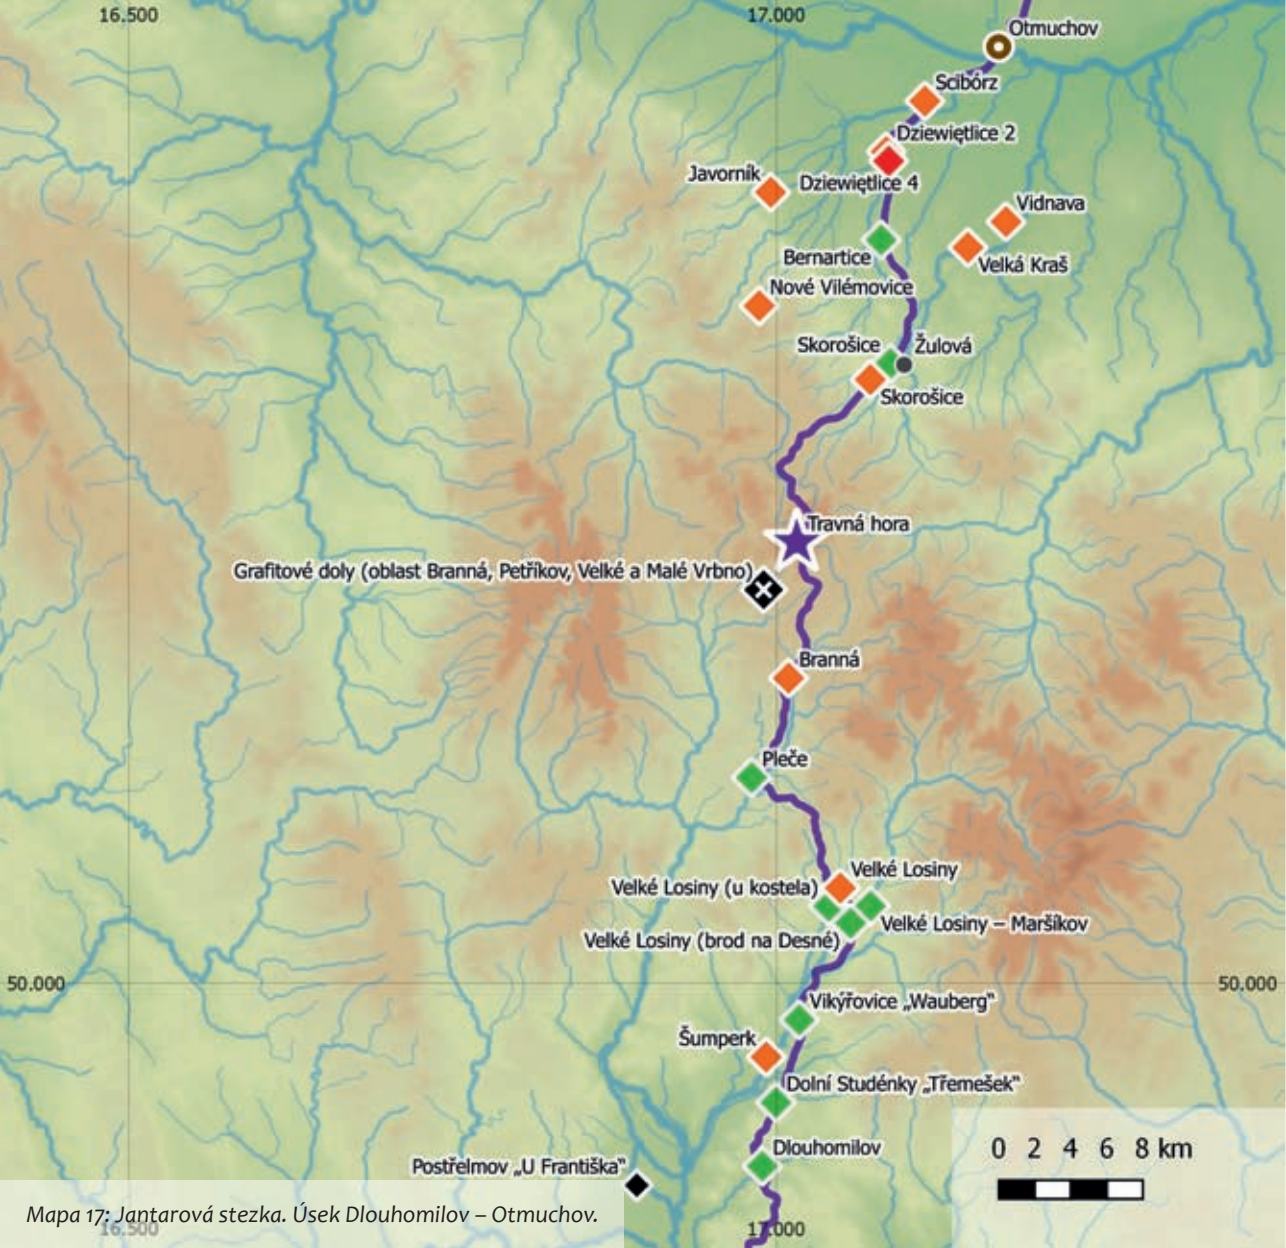 16.500
17.000
Otmuchov
Scibórz
Dziewiętlice 2
Javorník
Dziewiętlice 4
Vidnava
Bernartice
Velká Kraš
Nové Vilémovice
Skorošice
Žulová
Skorošice
Travná hora
Grafitové doly (oblast Branná, Petříkov, Velké a Malé Vrbno)
Branná
Pleče
Velké Losiny
Velké Losiny (u kostela)
Velké Losiny – Maršíkov
Velké Losiny (brod na Desné)
50.000
50.000
Vikýřovice „Wauberg“
Šumperk
Dolní Studénky „Třemešek“
Dlouhomilov
0 2 4 6 8 km
Postřelmov „U Františka“
Mapa 17: Jantarová stezka. Úsek Dlouhomilov – Otmuchov.
16.500
17.000